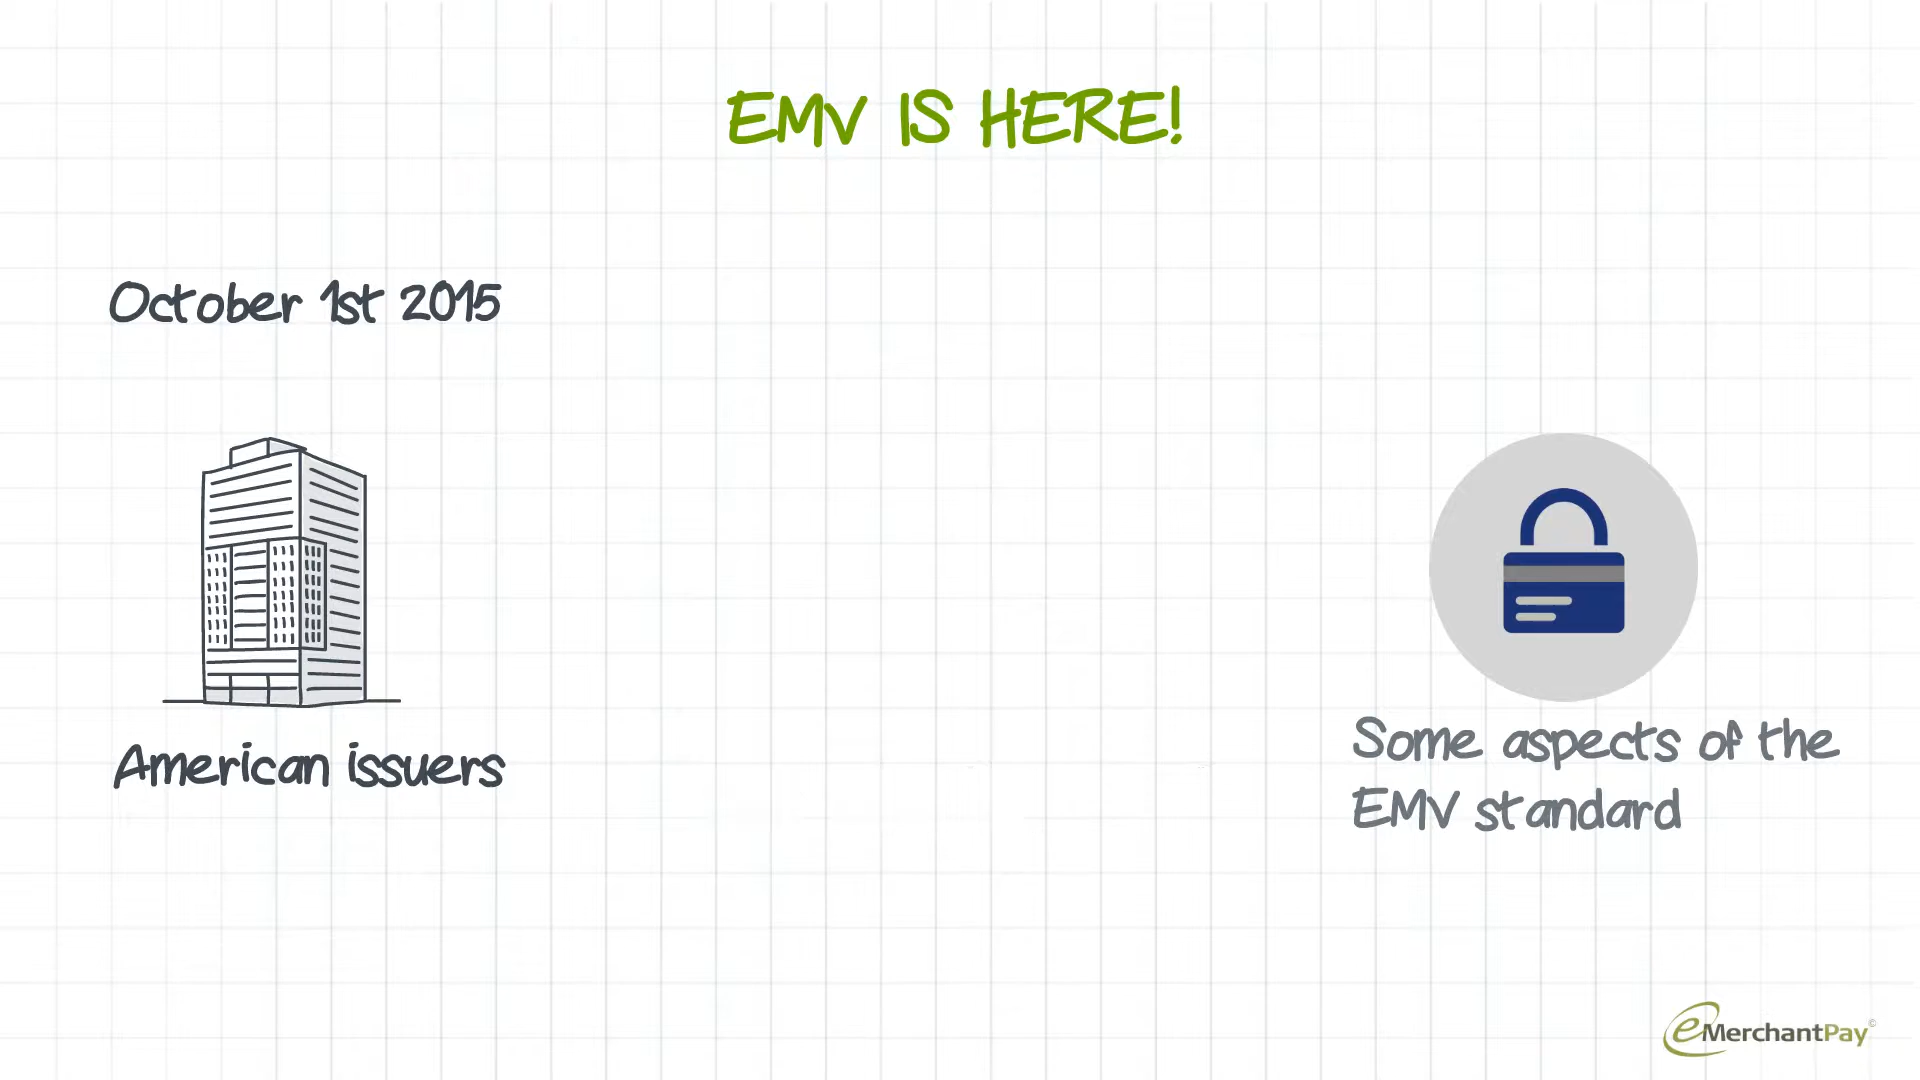 EMV IS HERE!
October 1st 2015
American issuers
Some aspects of the
EMV standard
eMerchantPay©